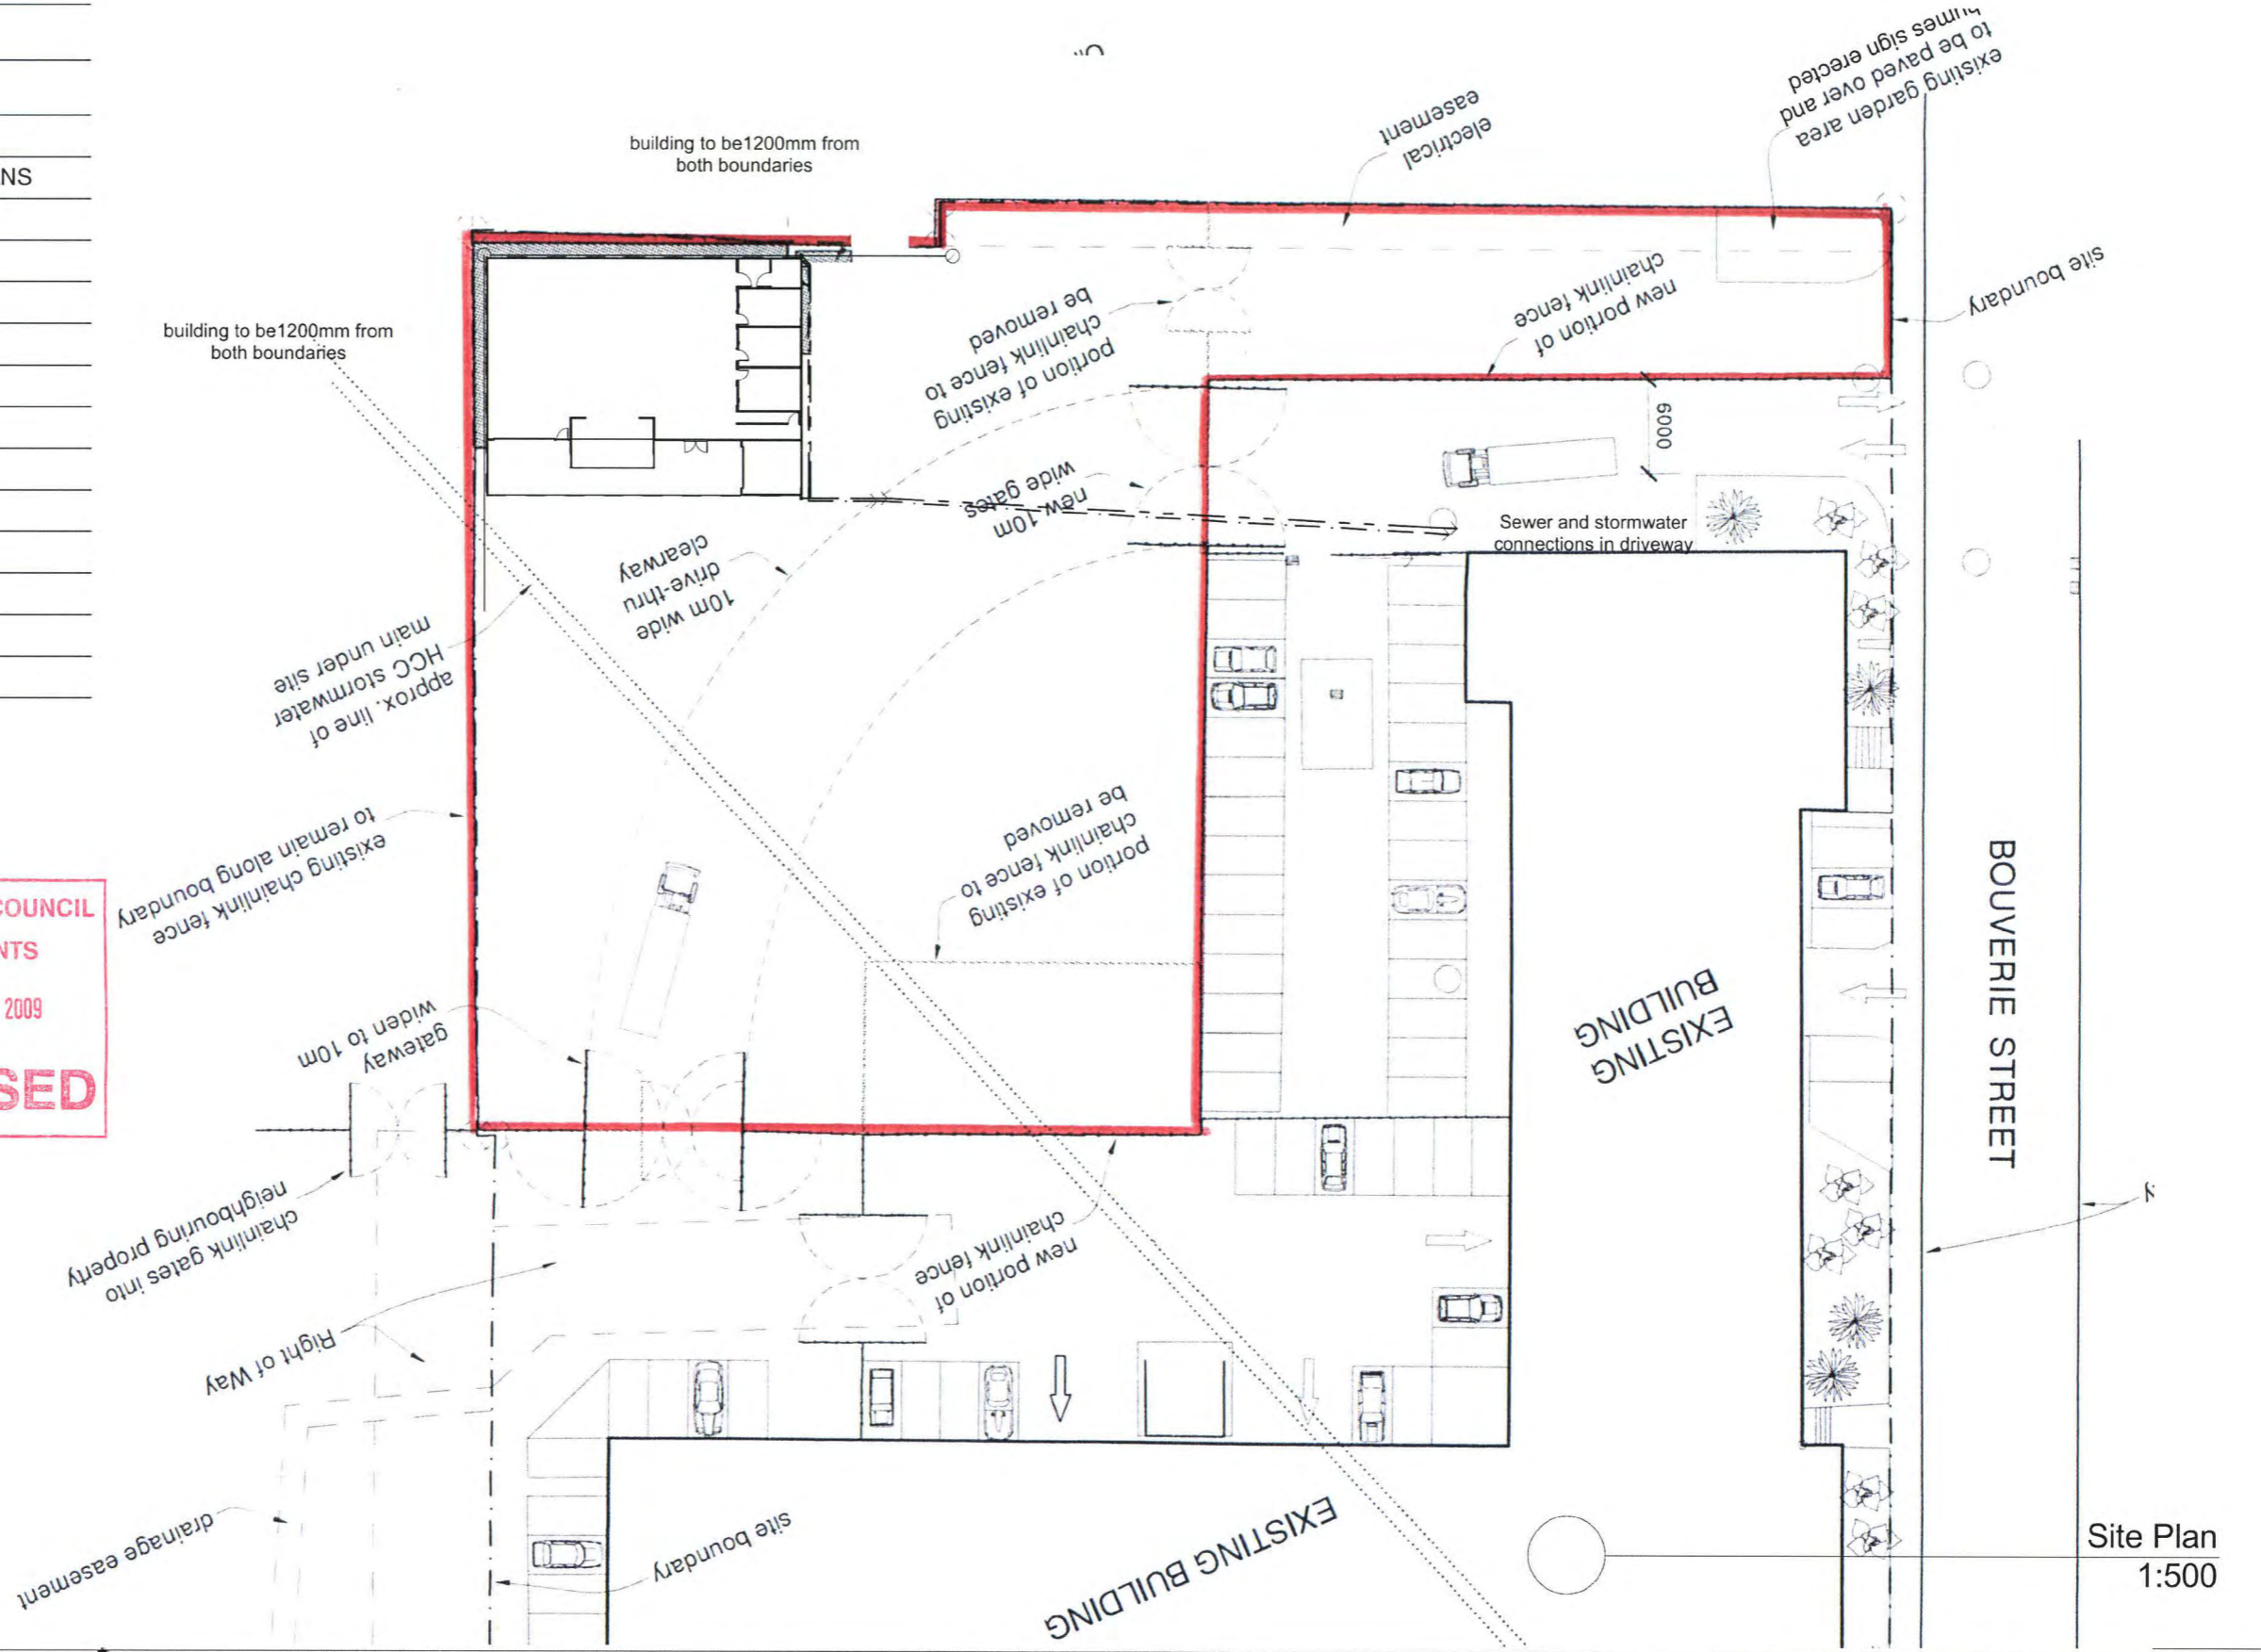 NS
building to be1200mm from
both boundaries
building to be1200mm from
both boundaries
electrical
easement
existing garden area
to be paved over and
sign erected
site boundary
new portion of
chainlink fence
portion of existing
chainlink fence to
be removed
6000
new 10m
wide gates
Sewer and stormwater
connections in driveway
10m wide
drive-thru
clearway
approx. line of
HCC stormwater
main under site
existing chainlink fence
to remain along boundary
portion of existing
chainlink fence to
be removed
COUNCIL
NTS
2009
SED
gateway
widen to 10m
chainlink gates into
neighbouring property
new portion of
chainlink fence
Right of Way
EXISTING
BUILDING
BOUVERIE STREET
drainage easement
site boundary
EXISTING BUILDING
Site Plan
1:500